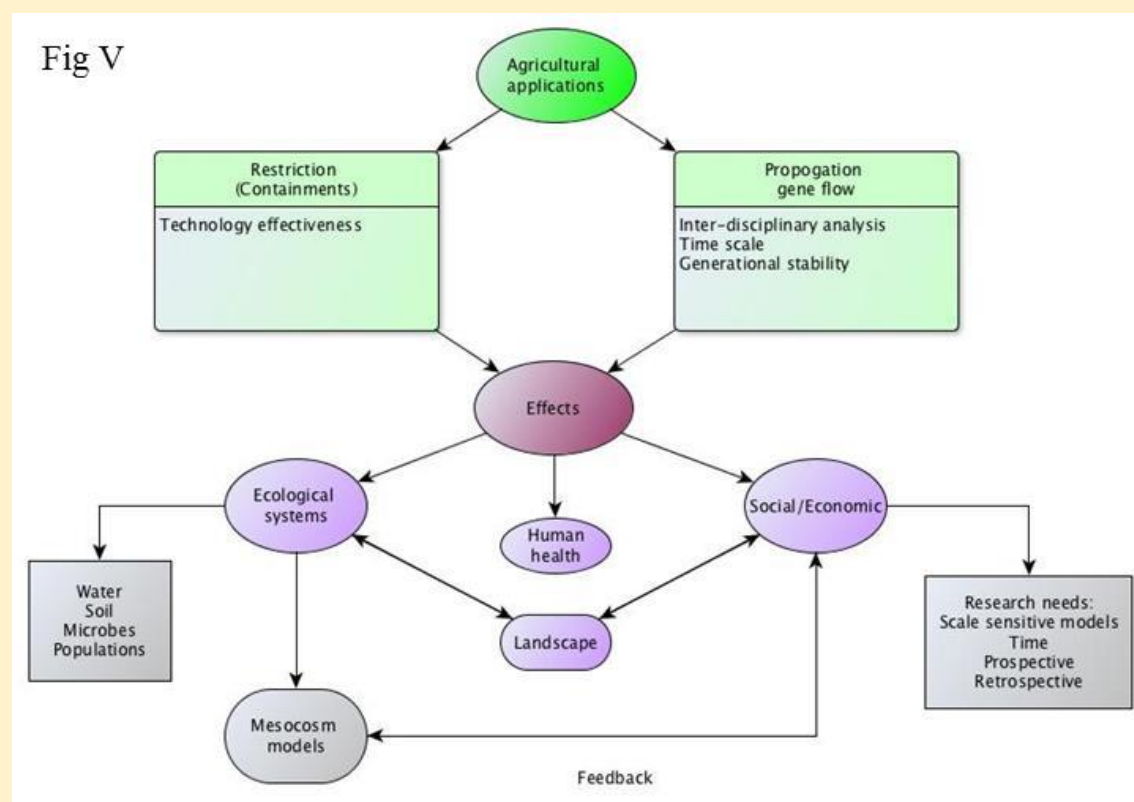 Fig V
Agricultural
applications
Restriction
(Containments)
Technology effectiveness
Propogation
gene flow
Inter-disciplinary analysis
Time scale
Generational stability
Effects
Ecological
systems
Human
health
Social/Economic
Landscape
Water
Soil
Microbes
Populations
Research needs:
Scale sensitive models
Time
Prospective
Retrospective
Mesocosm
models
Feedback